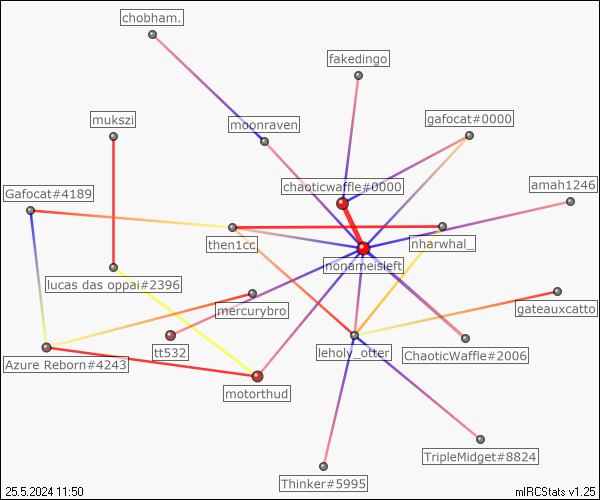 chobham.
fakedingo
mukszi
moonraven
gafocat#0000
chaoticwaffle#0000
amah1246
Gafocat#4189
then1cc
nharwhal_
nonameisleft
lucas das oppai#2396
mercurybro
gateauxcatto
tt532
leholy_otter
ChaoticWaffle#2006
Azure Reborn#4243
motorthud
TripleMidget#8824
Thinker#5995
25.5.2024 11:50
mIRCStats v1.25